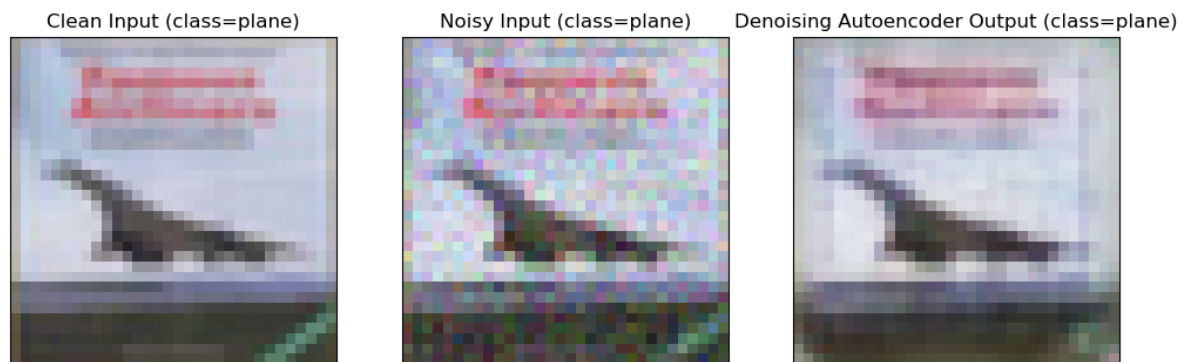 Clean Input (class=plane)
Noisy Input (class=plane)
Denoising Autoencoder Output (class=plane)